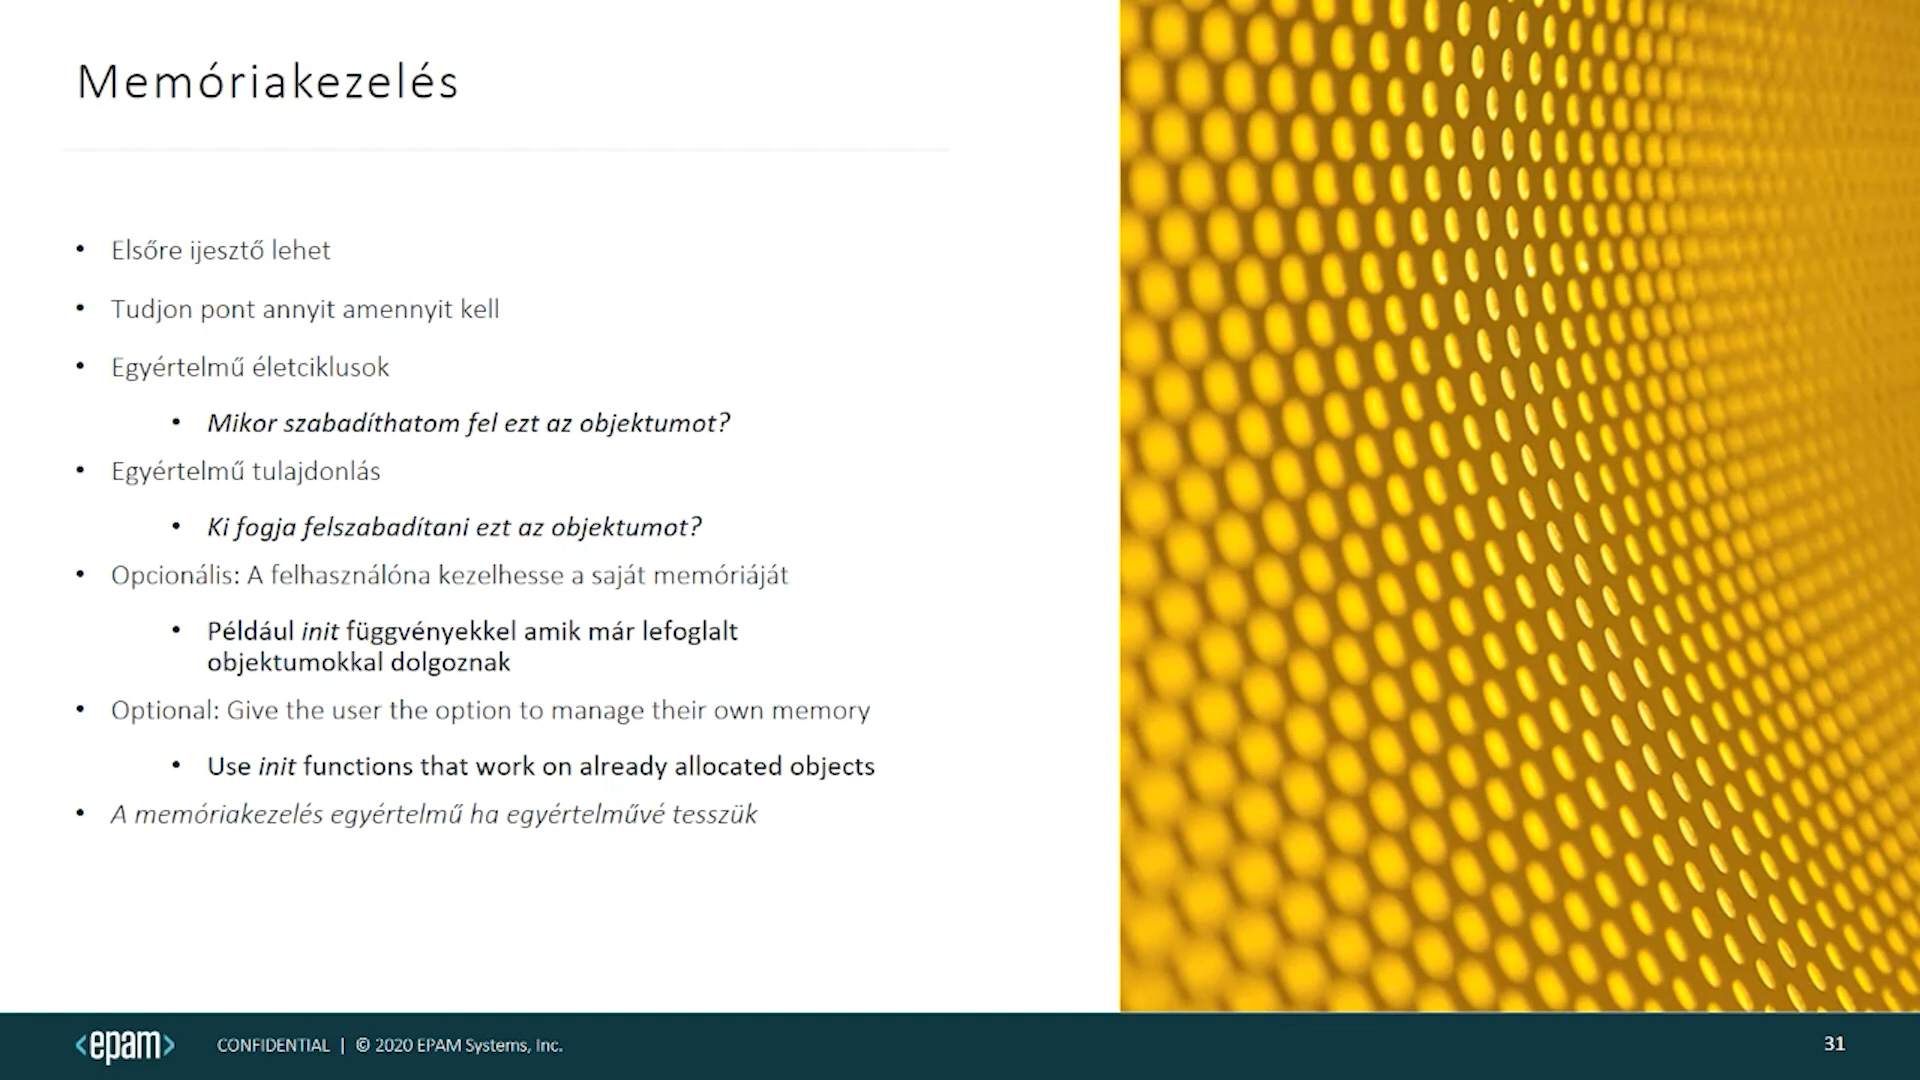 Memóriakezelés
• Elsőre ijesztő lehet
• Tudjon pont annyit amennyit kell
• Egyértelmű életciklusok
• Mikor szabadíthatom fel ezt az objektumot?
• Egyértelmű tulajdonlás
• Ki fogja felszabadítani ezt az objektumot?
• Opcionális: A felhasználóna kezelhesse a saját memóriáját
• Például init függvényekkel amik már lefoglalt
objektumokkal dolgoznak
• Optional: Give the user the option to manage their own memory
• Use init functions that work on already allocated objects
• A memóriakezelés egyértelmű ha egyértelművé tesszük
<epam> CONFIDENTIAL | © 2020 EPAM Systems, Inc. 31